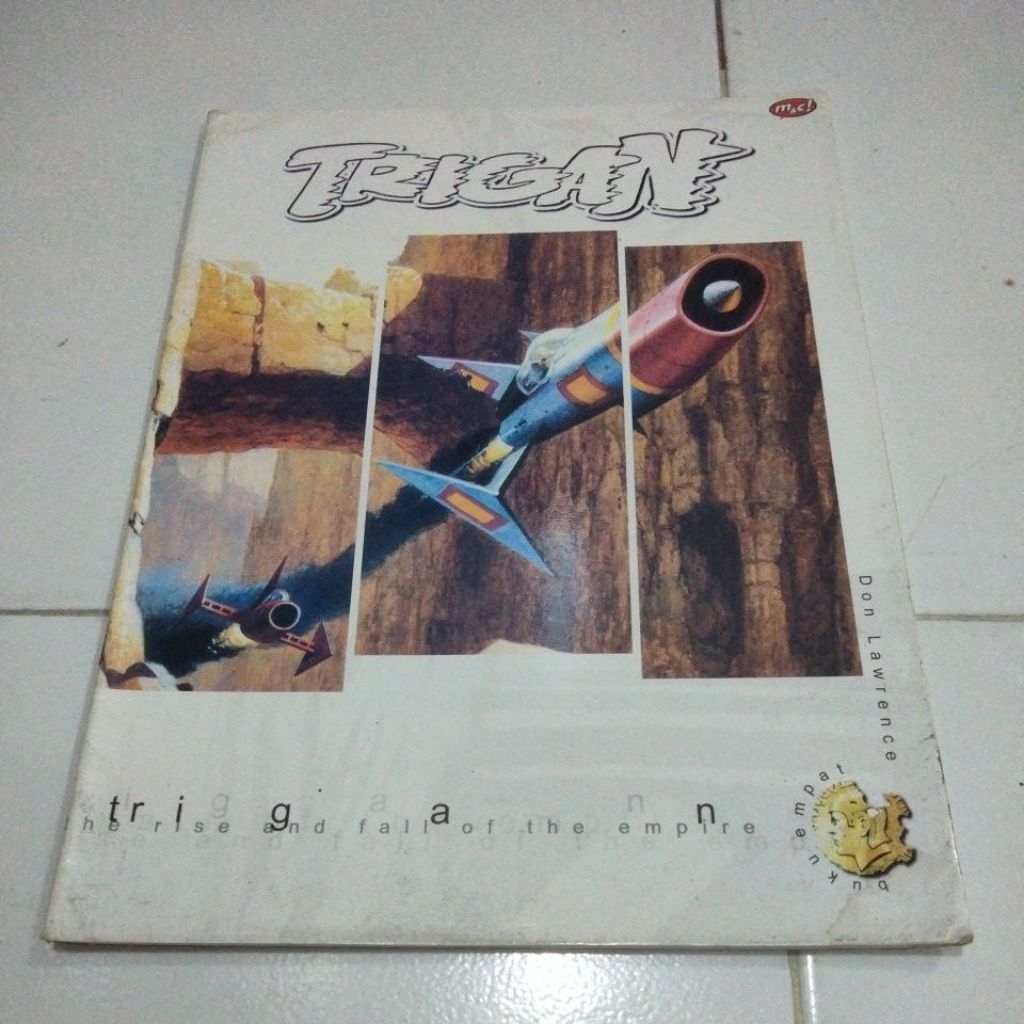 m&c!
TRIGAN
Don Lawrence
trigan
he rise and fall of the empire
buku empat